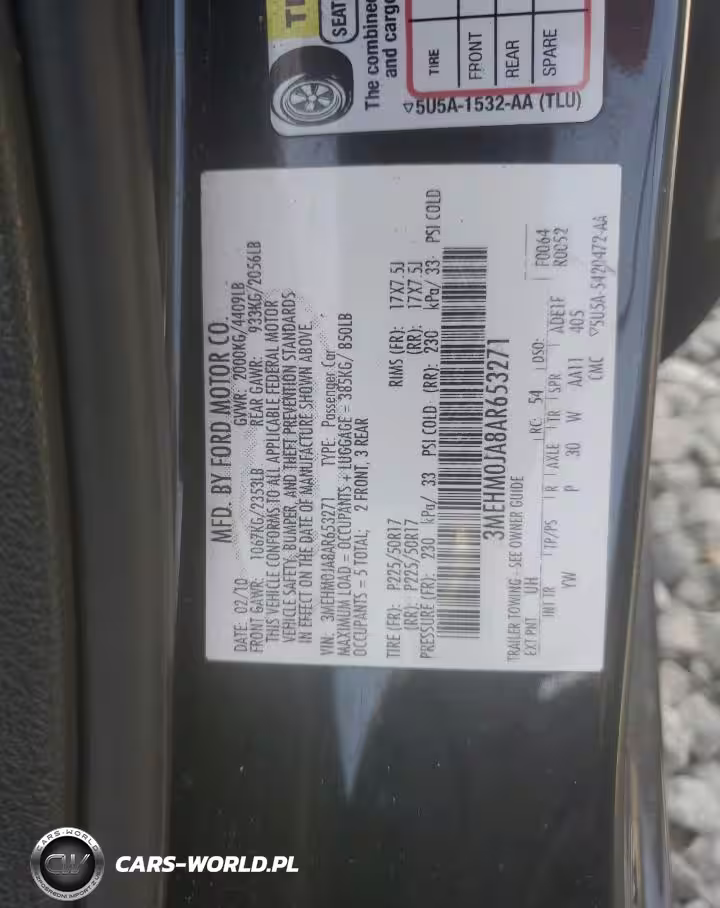 SEAT
The combined
and cargo
TIRE
FRONT
REAR
SPARE
5U5A-1532-AA (TLU)
MFD. BY FORD MOTOR CO.
DATE: 02/10 GVWR: 2000KG/4409LB
FRONT GAWR: 1067KG/2353LB REAR GAWR: 933KG/2056LB
THIS VEHICLE CONFORMS TO ALL APPLICABLE FEDERAL MOTOR
VEHICLE SAFETY, BUMPER, AND THEFT PREVENTION STANDARDS
IN EFFECT ON THE DATE OF MANUFACTURE SHOWN ABOVE.
VIN: 3MEHM0JA8AR653271 TYPE: Passenger Car
MAXIMUM LOAD = OCCUPANTS + LUGGAGE = 385KG/ 850LB
OCCUPANTS = 5 TOTAL; 2 FRONT, 3 REAR
TIRE (FR): P225/50R17 RIMS (FR): 17X7.5J
(RR): P225/50R17 (RR): 17X7.5J
PRESSURE (FR): 230 kPa/ 33 PSI COLD (RR): 230 kPa/ 33 PSI COLD
3MEHM0JA8AR653271
TRAILER TOWING - SEE OWNER GUIDE
EXT PNT: UH RC: 54 DSO: F0064
INT TR TP/PS R AXLE TR SPR ADE1F R0052
YW P 30 W AA11 405
CMC 5U5A-5420472-AA
CARS-WORLD
CW
CARS-WORLD.PL